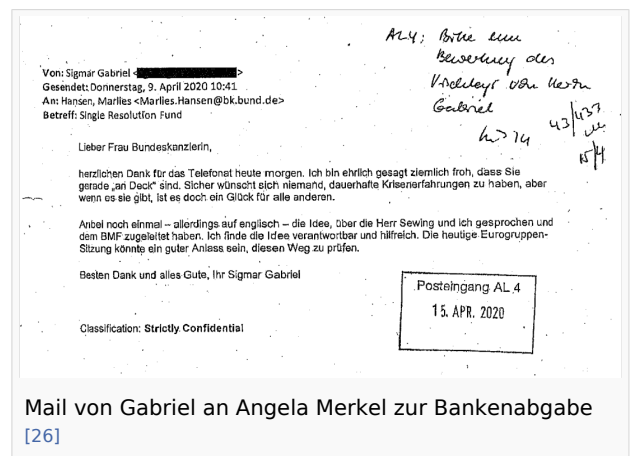 AL4: Bitte um
Bewertung des
Vorschlags von Herrn
Gabriel
43/433
15/4
Von: Sigmar Gabriel <
>
Gesendet: Donnerstag, 9. April 2020 10:41
An: Hansen, Marlies <Marlies.Hansen@bk.bund.de>
Betreff: Single Resolution Fund
Lieber Frau Bundeskanzlerin,
herzlichen Dank für das Telefonat heute morgen. Ich bin ehrlich gesagt ziemlich froh, dass Sie
gerade „an Deck“ sind. Sicher wünscht sich niemand, dauerhafte Krisenerfahrungen zu haben, aber
wenn es sie gibt, ist es doch ein Glück für alle anderen.
Anbei noch einmal – allerdings auf englisch – die Idee, über die Herr Sewing und ich gesprochen und
dem BMF zugeleitet haben. Ich finde die Idee verantwortbar und hilfreich. Die heutige Eurogruppen-
Sitzung könnte ein guter Anlass sein, diesen Weg zu prüfen.
Besten Dank und alles Gute, Ihr Sigmar Gabriel
Posteingang AL 4
15. APR. 2020
Classification: Strictly Confidential
Mail von Gabriel an Angela Merkel zur Bankenabgabe
[26]